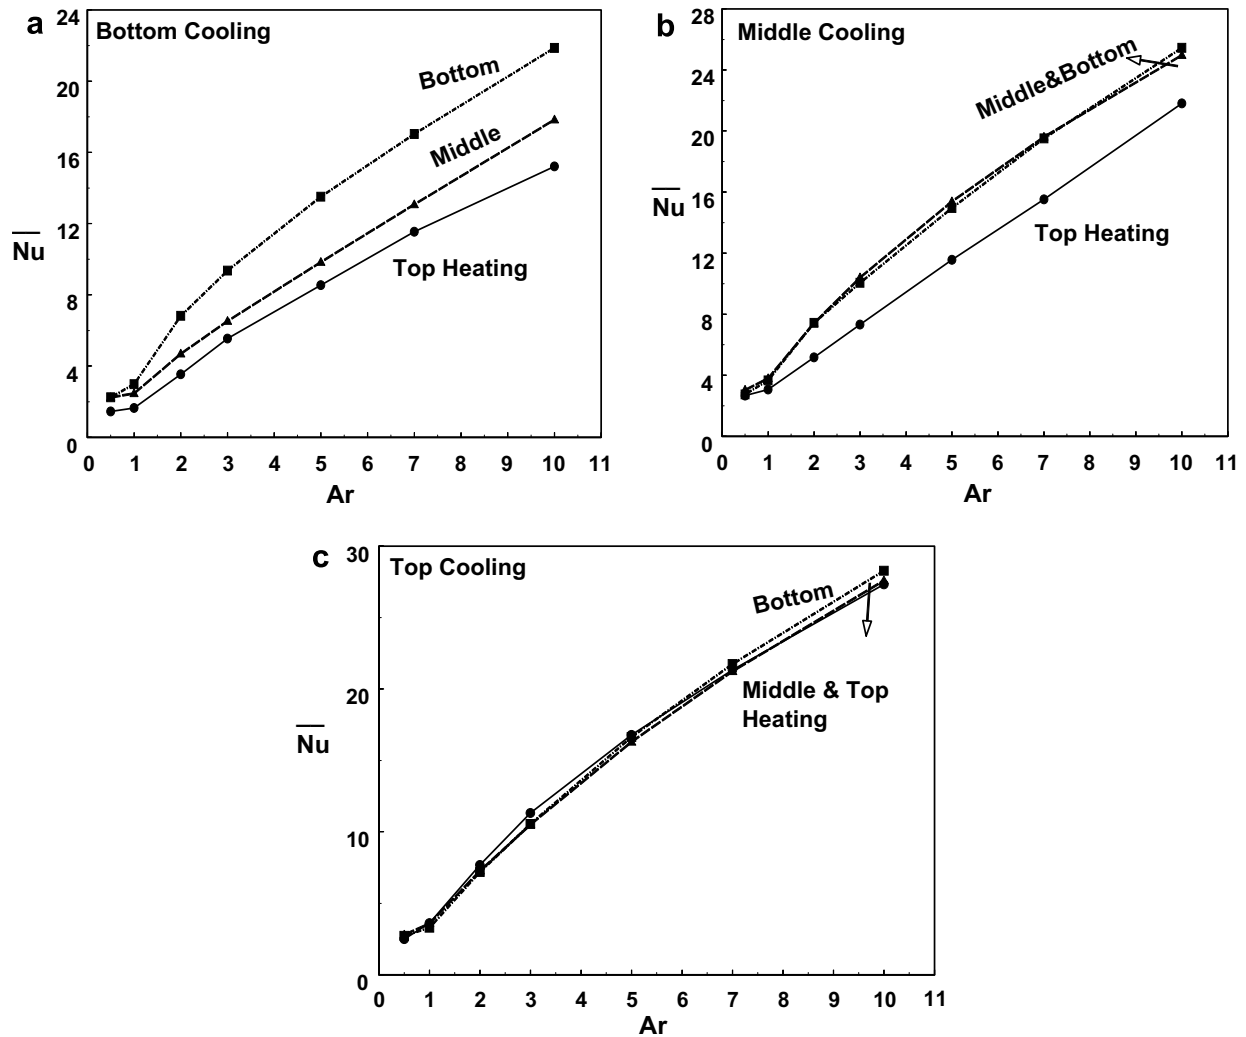 a
Bottom Cooling
24
20
16
12
8
4
0
Nu
Bottom
Middle
Top Heating
0 1 2 3 4 5 6 7 8 9 10 11
Ar
b
Middle Cooling
28
24
20
16
12
8
4
0
Nu
Middle&Bottom
Top Heating
0 1 2 3 4 5 6 7 8 9 10 11
Ar
c
Top Cooling
30
20
10
0
Nu
Bottom
Middle & Top
Heating
0 1 2 3 4 5 6 7 8 9 10 11
Ar